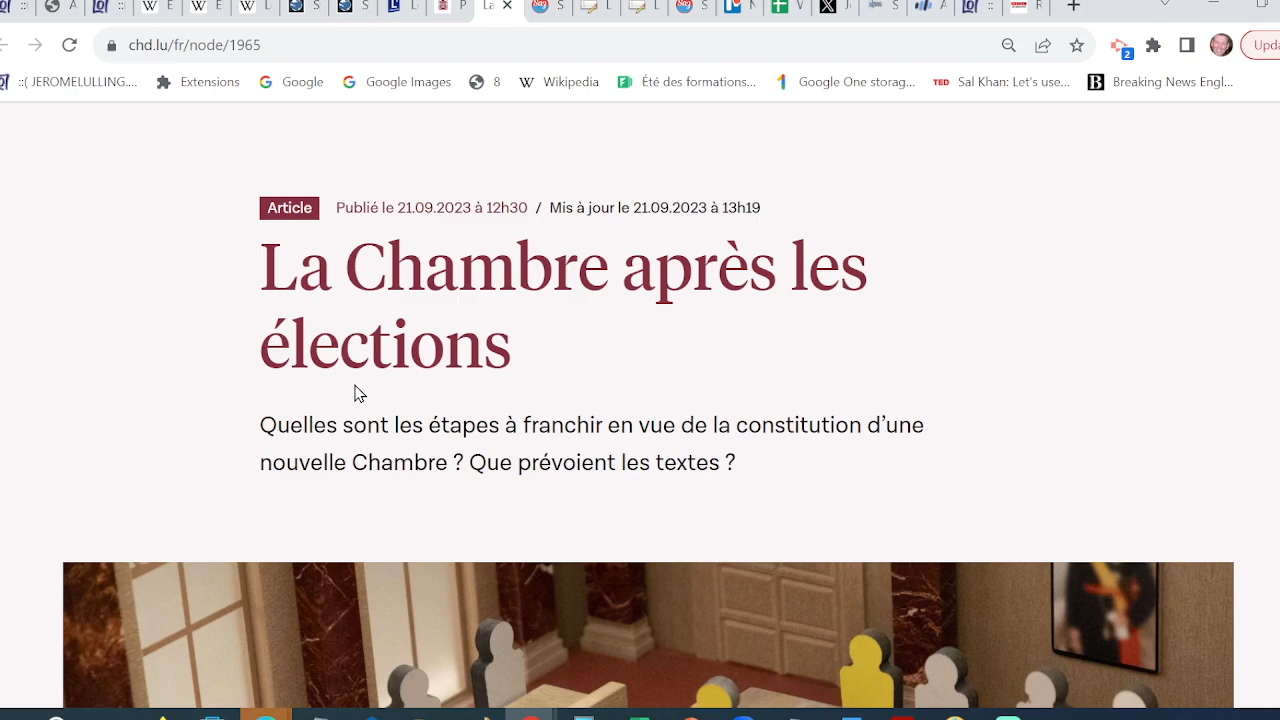 chd.lu/fr/node/1965
Upda
2
::( JEROMELULLING.... Extensions Google Google Images 8 Wikipedia Été des formations... Google One storag... TED Sal Khan: Let's use... B Breaking News Engl...
Article Publié le 21.09.2023 à 12h30 / Mis à jour le 21.09.2023 à 13h19
La Chambre après les
élections
Quelles sont les étapes à franchir en vue de la constitution d’une
nouvelle Chambre ? Que prévoient les textes ?